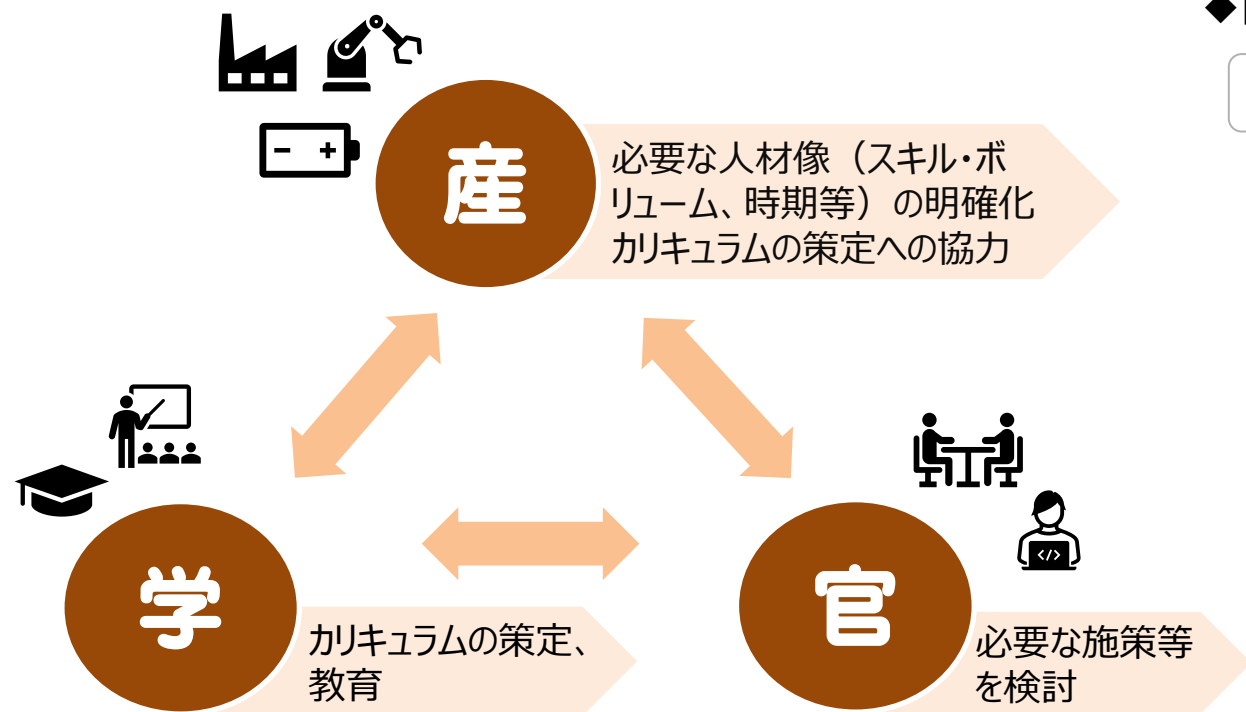 ◆
産
必要な人材像（スキル・ボ
リューム、時期等）の明確化
カリキュラムの策定への協力
学
カリキュラムの策定、
教育
官
必要な施策等
を検討
- +
</>